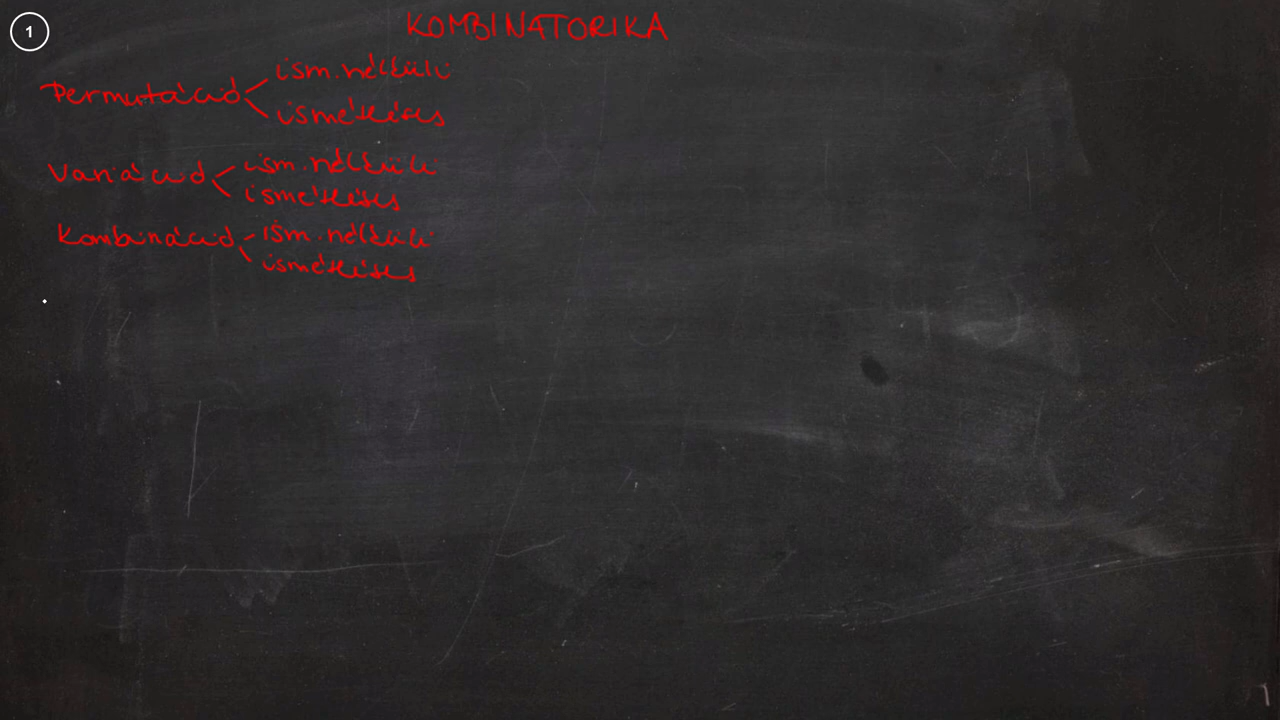 1
KOMBINATORIKA
Permutáció < ism. nélküli
ismétléses
Variáció < ism. nélküli
ismétléses
Kombináció < ism. nélküli
ismétléses